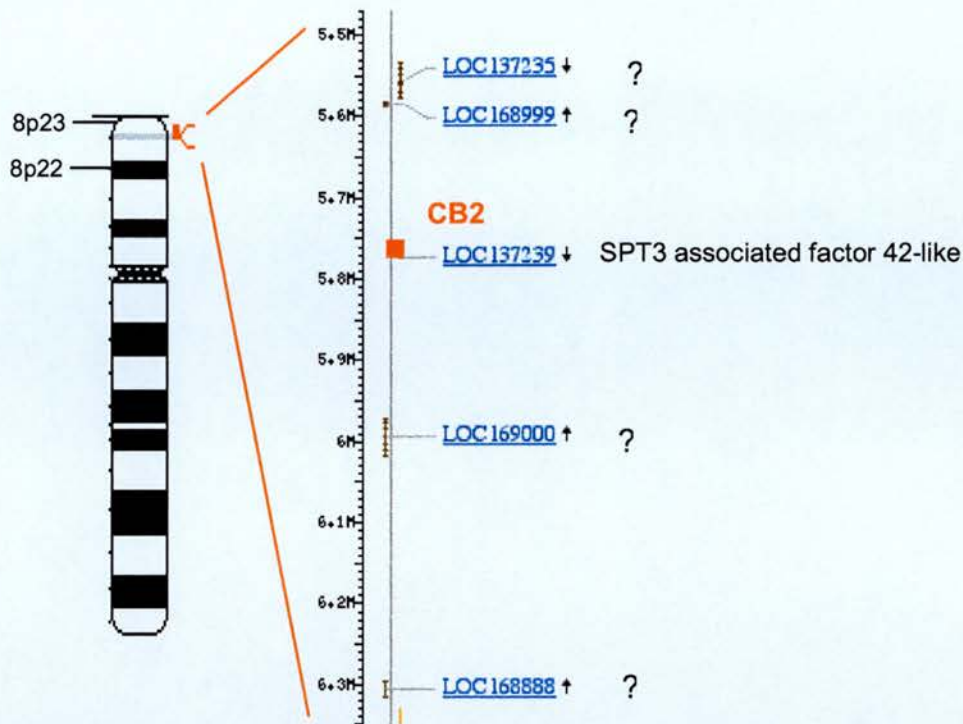 8p23
8p22
5.5M
LOC137235 ↓ ?
5.6M
LOC168999 ↑ ?
5.7M
CB2
LOC137239 ↓ SPT3 associated factor 42-like
5.8M
5.9M
6M
LOC169000 ↑ ?
6.1M
6.2M
6.3M
LOC168888 ↑ ?